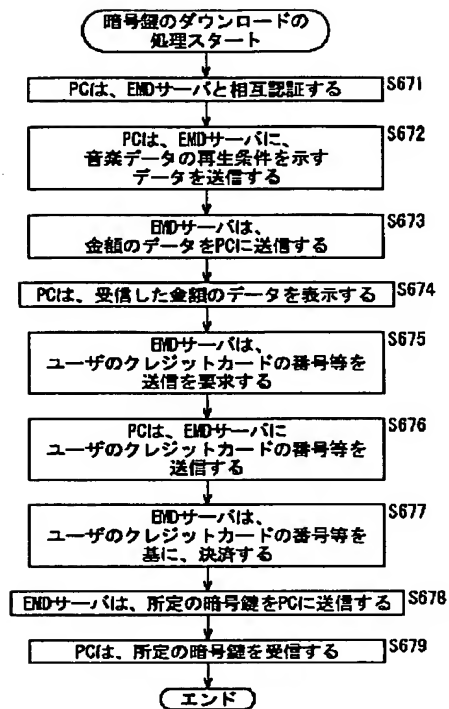 暗号鍵のダウンロードの
処理スタート
PCは、EMDサーバと相互認証する
S671
PCは、EMDサーバに、
音楽データの再生条件を示す
データを送信する
S672
EMDサーバは、
金額のデータをPCに送信する
S673
PCは、受信した金額のデータを表示する
S674
EMDサーバは、
ユーザのクレジットカードの番号等を
送信を要求する
S675
PCは、EMDサーバに
ユーザのクレジットカードの番号等を
送信する
S676
EMDサーバは、
ユーザのクレジットカードの番号等を
基に、決済する
S677
EMDサーバは、所定の暗号鍵をPCに送信する
S678
PCは、所定の暗号鍵を受信する
S679
エンド